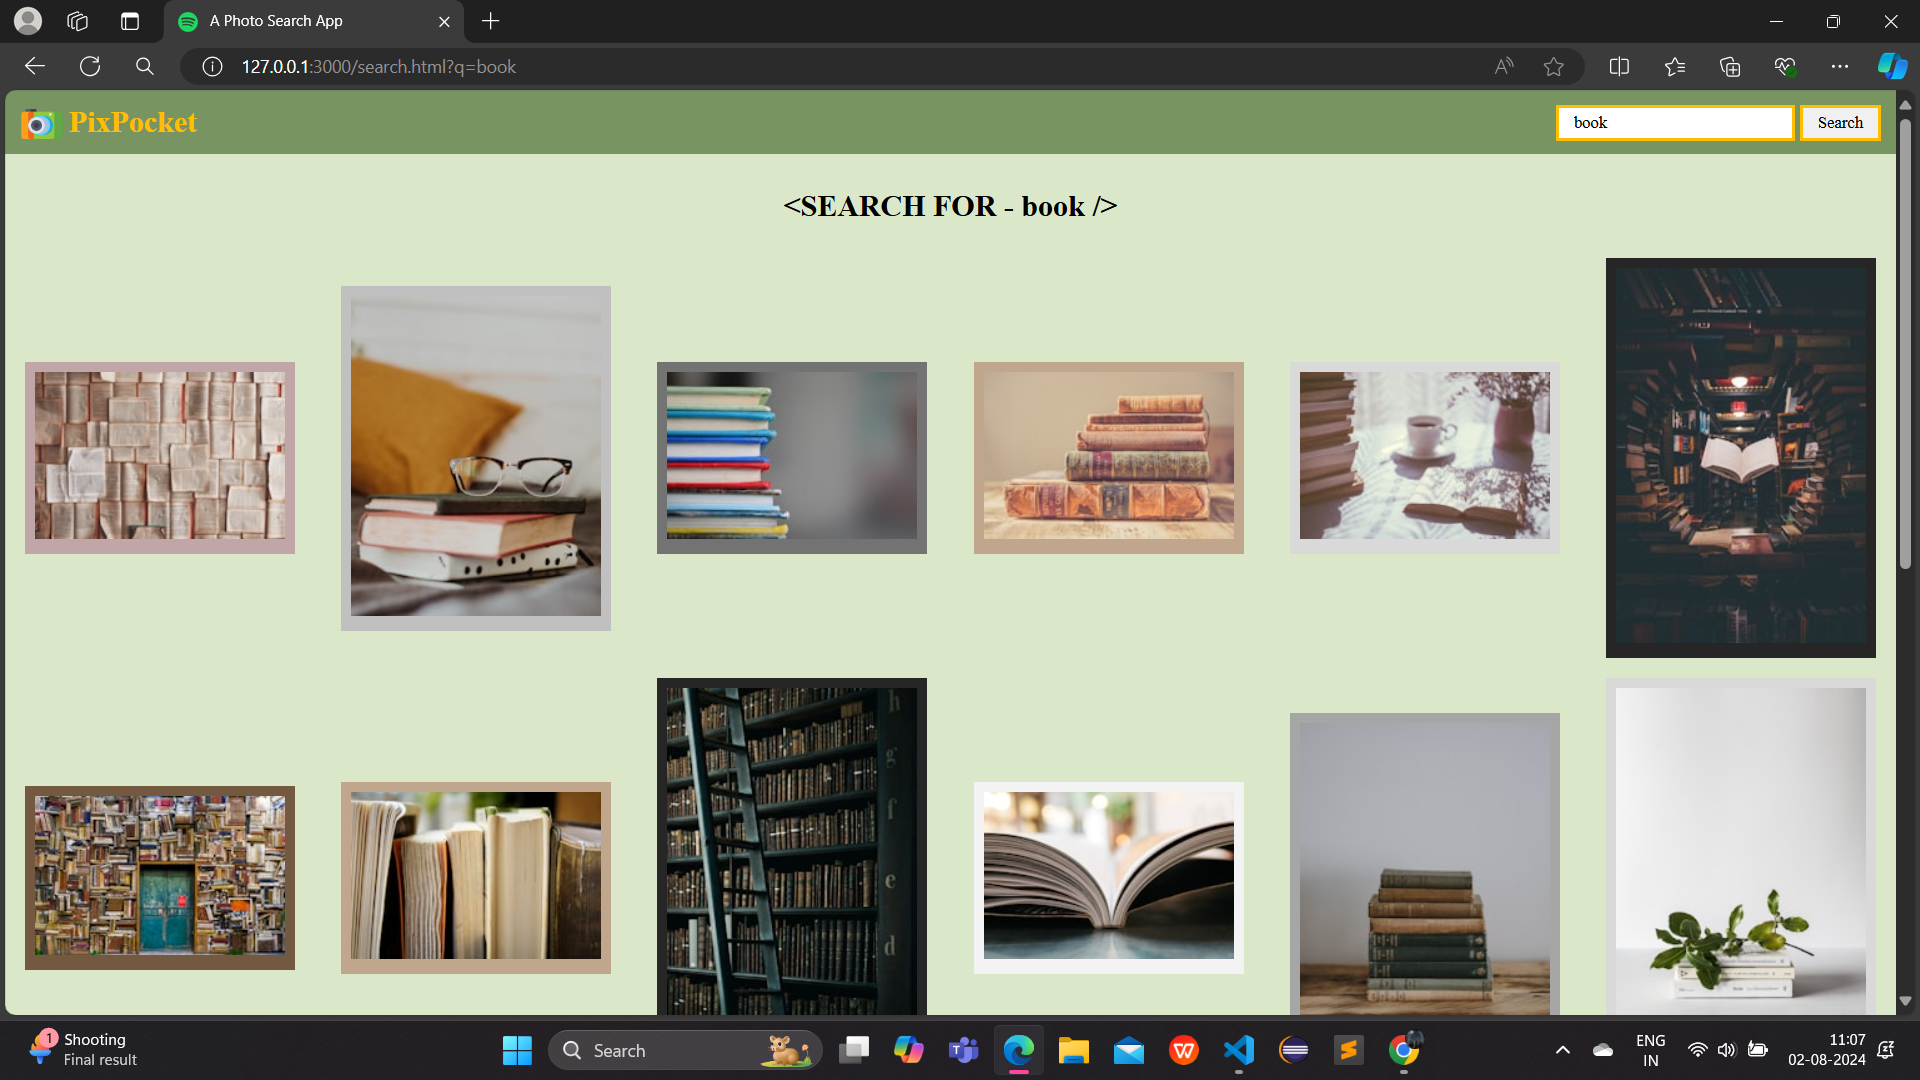 A Photo Search App
127.0.0.1:3000/search.html?q=book
PixPocket
book
Search
<SEARCH FOR - book />
h
g
f
e
d
1
Shooting
Final result
Search
ENG
IN
11:07
02-08-2024